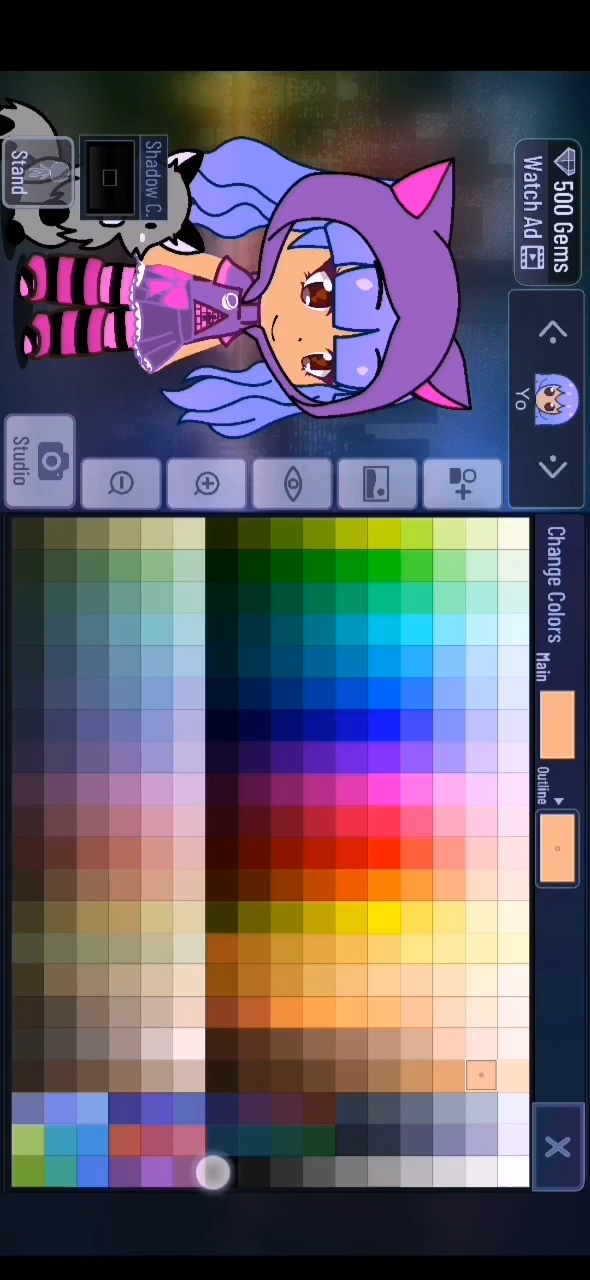 500 Gems
Watch Ad
Yo
Shadow C.
Stand
Studio
Change Colors
Main
Outline
X